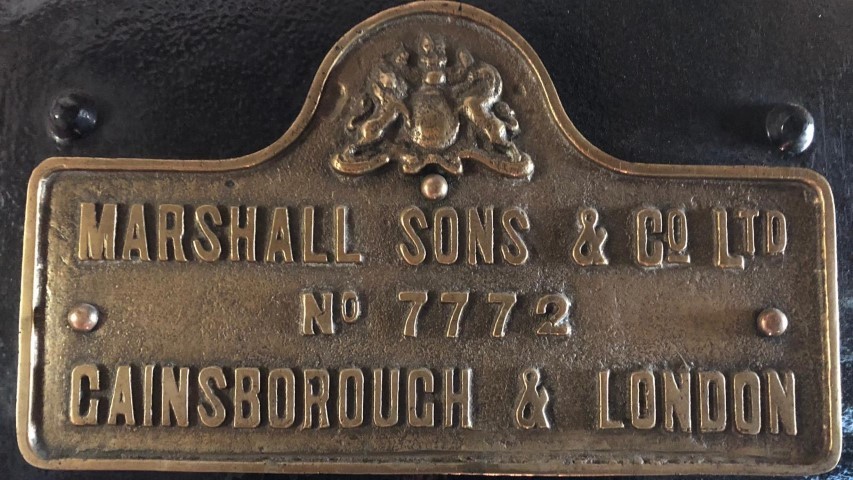 MARSHALL SONS & Co LTD
No 7772
GAINSBOROUGH & LONDON